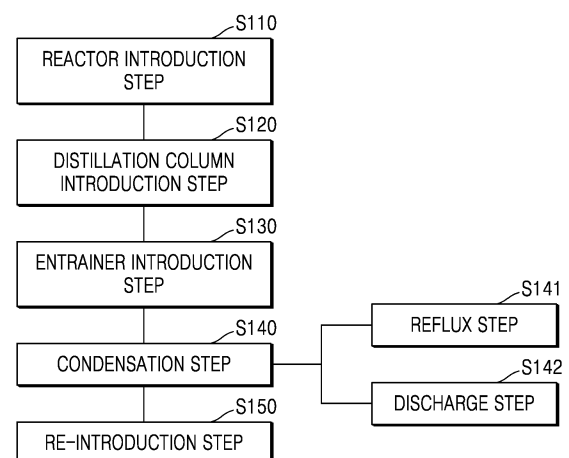 S110
REACTOR INTRODUCTION
STEP
S120
DISTILLATION COLUMN
INTRODUCTION STEP
S130
ENTRAINER INTRODUCTION
STEP
S140
CONDENSATION STEP
S141
REFLUX STEP
S142
DISCHARGE STEP
S150
RE-INTRODUCTION STEP